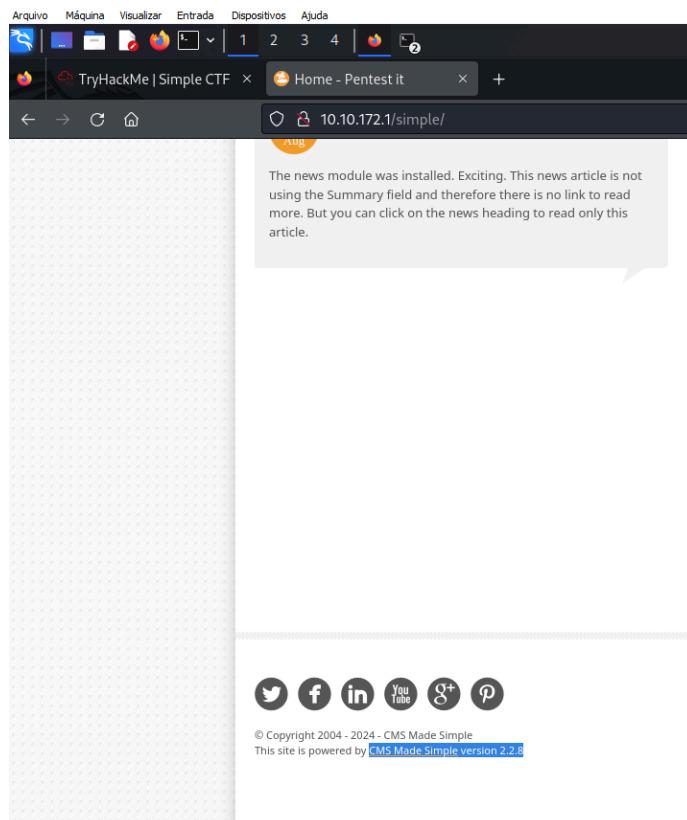 Arquivo Máquina Visualizar Entrada Dispositivos Ajuda
1 2 3 4 2
TryHackMe | Simple CTF × Home - Pentest it × +
10.10.172.1/simple/
Aug
The news module was installed. Exciting. This news article is not
using the Summary field and therefore there is no link to read
more. But you can click on the news heading to read only this
article.
You
Tube
g+
© Copyright 2004 - 2024 - CMS Made Simple
This site is powered by CMS Made Simple version 2.2.8